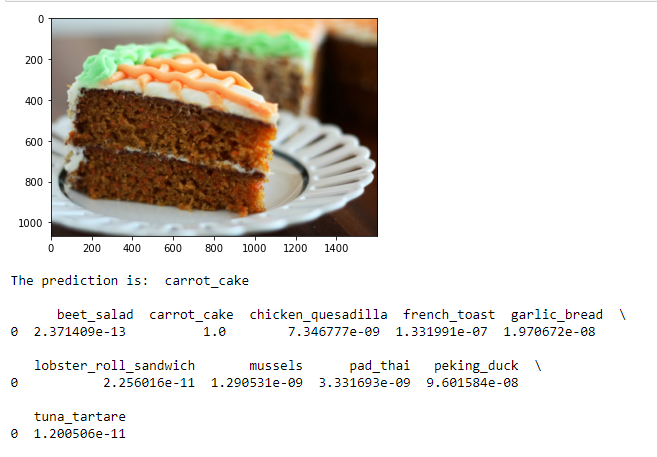 0
200
400
600
800
1000
0 200 400 600 800 1000 1200 1400
The prediction is: carrot_cake
beet_salad carrot_cake chicken_quesadilla french_toast garlic_bread \
0 2.371409e-13 1.0 7.346777e-09 1.331991e-07 1.970672e-08
lobster_roll_sandwich mussels pad_thai peking_duck \
0 2.256016e-11 1.290531e-09 3.331693e-09 9.601584e-08
tuna_tartare
0 1.200506e-11